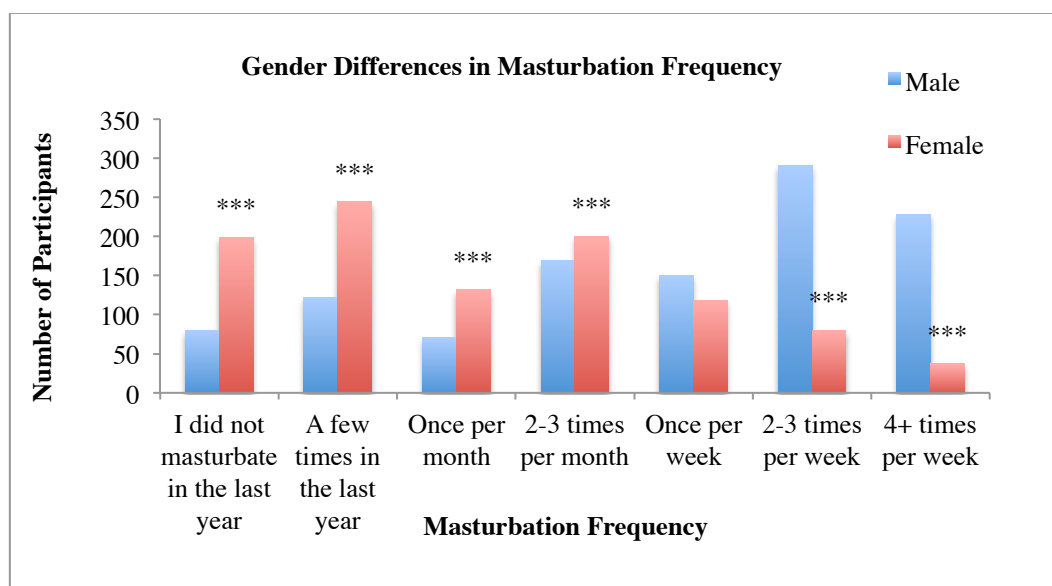 Gender Differences in Masturbation Frequency
Male
Female
Number of Participants
350
300
250
200
150
100
50
0
***
***
***
***
***
***
I did not
masturbate
in in the last
year
A few
times in
the last
year
Once per
month
2-3 times
per month
Once per
week
2-3 times
per week
4+ times
per week
Masturbation Frequency